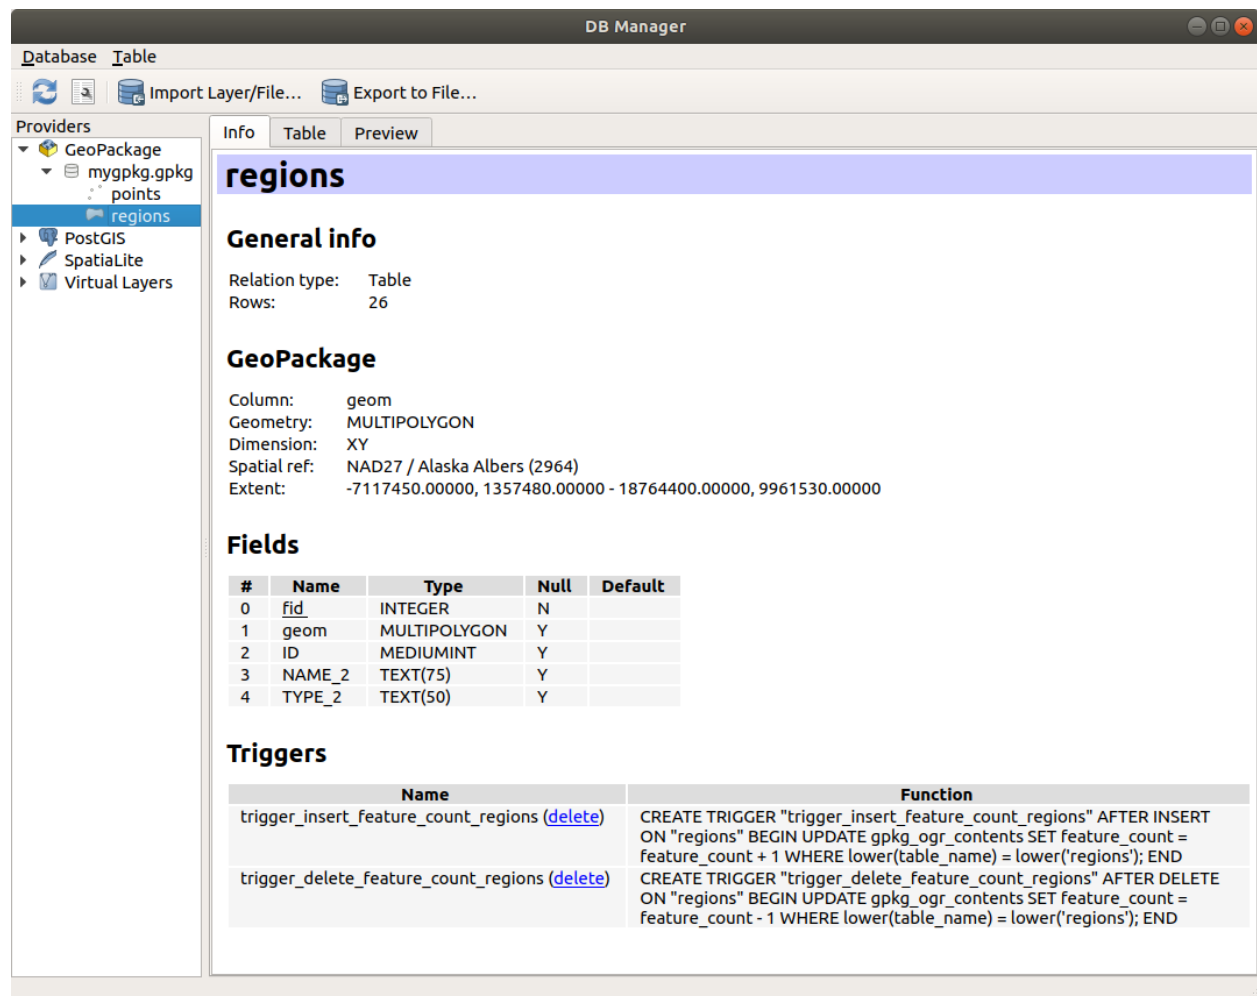 DB Manager
Database Table
Import Layer/File... Export to File...
Providers
GeoPackage
mygpkg.gpkg
points
regions
PostGIS
SpatiaLite
Virtual Layers
Info Table Preview
regions
General info
Relation type: Table
Rows: 26
GeoPackage
Column: geom
Geometry: MULTIPOLYGON
Dimension: XY
Spatial ref: NAD27 / Alaska Albers (2964)
Extent: -7117450.00000, 1357480.00000 - 18764400.00000, 9961530.00000
Fields
# Name Type Null Default
0 fid INTEGER N
1 geom MULTIPOLYGON Y
2 ID MEDIUMINT Y
3 NAME_2 TEXT(75) Y
4 TYPE_2 TEXT(50) Y
Triggers
Name Function
trigger_insert_feature_count_regions (delete) CREATE TRIGGER "trigger_insert_feature_count_regions" AFTER INSERT
ON "regions" BEGIN UPDATE gpkg_ogr_contents SET feature_count =
feature_count + 1 WHERE lower(table_name) = lower('regions'); END
trigger_delete_feature_count_regions (delete) CREATE TRIGGER "trigger_delete_feature_count_regions" AFTER DELETE
ON "regions" BEGIN UPDATE gpkg_ogr_contents SET feature_count =
feature_count - 1 WHERE lower(table_name) = lower('regions'); END